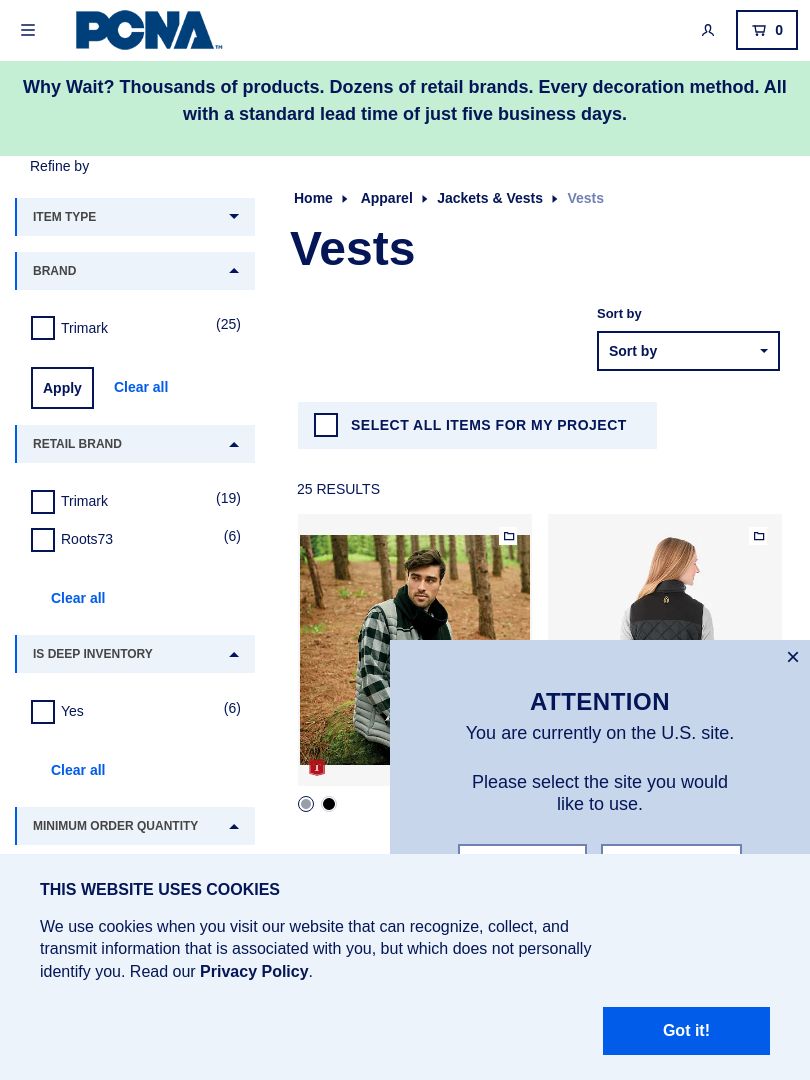 PCNA
TM
0
Why Wait? Thousands of products. Dozens of retail brands. Every decoration method. All
with a standard lead time of just five business days.
Refine by
Home
Apparel
Jackets & Vests
Vests
ITEM TYPE
Vests
BRAND
Trimark
(25)
Sort by
Sort by
Apply
Clear all
SELECT ALL ITEMS FOR MY PROJECT
RETAIL BRAND
25 RESULTS
Trimark
(19)
Roots73
(6)
Clear all
IS DEEP INVENTORY
Yes
(6)
Clear all
MINIMUM ORDER QUANTITY
ATTENTION
You are currently on the U.S. site.
Please select the site you would
like to use.
THIS WEBSITE USES COOKIES
We use cookies when you visit our website that can recognize, collect, and
transmit information that is associated with you, but which does not personally
identify you. Read our Privacy Policy.
Got it!